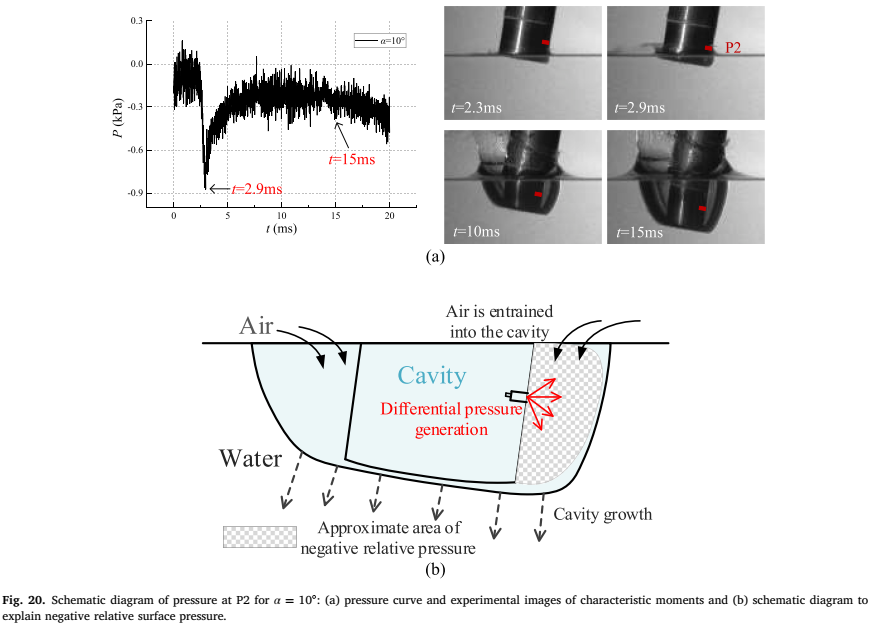 0.3
0.0
-0.3
-0.6
-0.9
P (kPa)
α=10°
t=2.9ms
t=15ms
0
5
10
15
20
t (ms)
t=2.3ms
P2
t=2.9ms
t=10ms
t=15ms
(a)
Air
Air is entrained
into the cavity
Cavity
Differential pressure
generation
Water
Cavity growth
Approximate area of
negative relative pressure
(b)
Fig. 20. Schematic diagram of pressure at P2 for α = 10°: (a) pressure curve and experimental images of characteristic moments and (b) schematic diagram to
explain negative relative surface pressure.